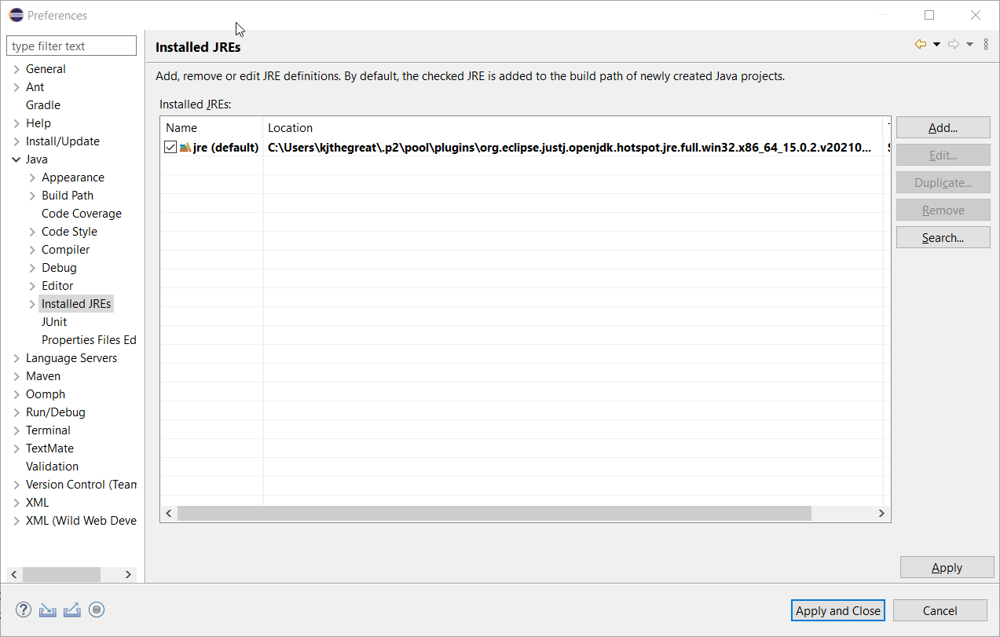 Preferences
type filter text
General
Ant
Gradle
Help
Install/Update
Java
Appearance
Build Path
Code Coverage
Code Style
Compiler
Debug
Editor
Installed JREs
JUnit
Properties Files Ed
Language Servers
Maven
Oomph
Run/Debug
Terminal
TextMate
Validation
Version Control (Team
XML
XML (Wild Web Deve
Installed JREs
Add, remove or edit JRE definitions. By default, the checked JRE is added to the build path of newly created Java projects.
Installed JREs:
Name Location
jre (default) C:\Users\kjthegreat\.p2\pool\plugins\org.eclipse.justj.openjdk.hotspot.jre.full.win32.x86_64_15.0.2.v20210...
Add...
Edit...
Duplicate...
Remove
Search...
Apply
Apply and Close Cancel